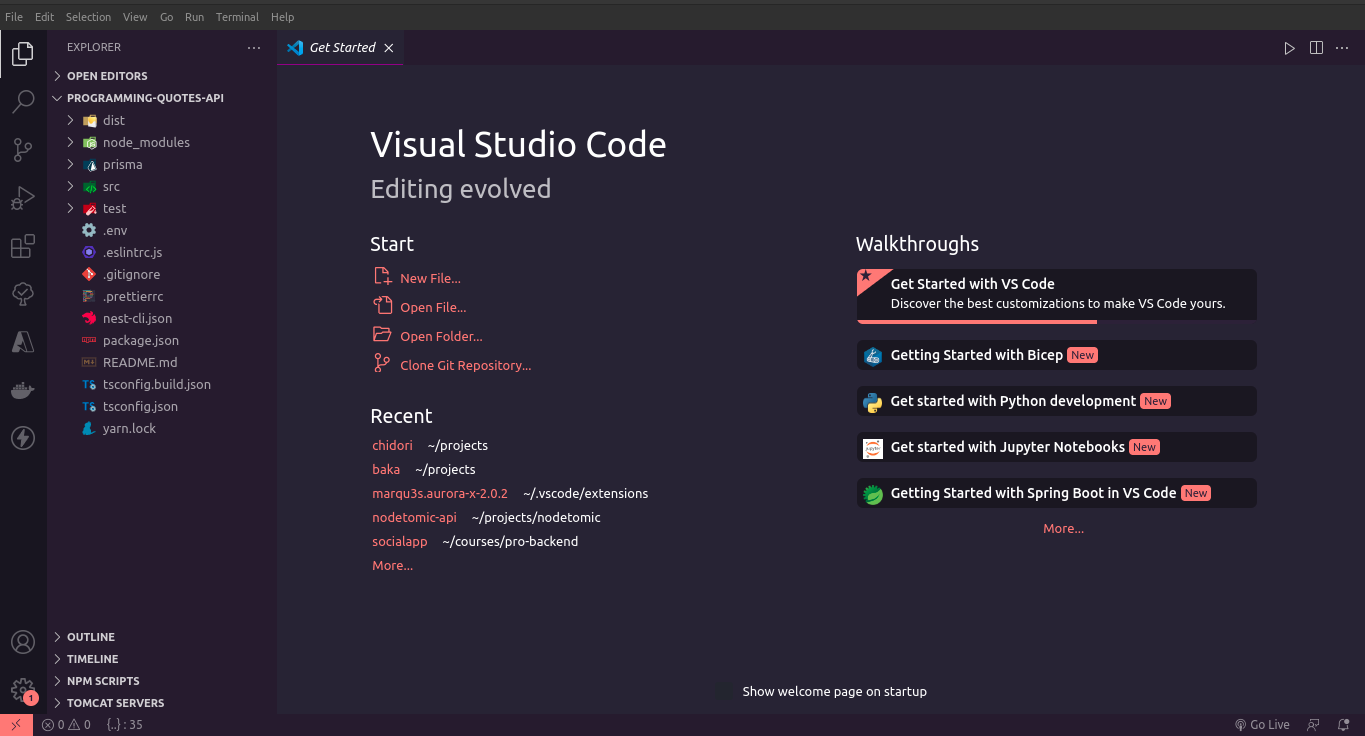 File Edit Selection View Go Run Terminal Help
EXPLORER
OPEN EDITORS
PROGRAMMING-QUOTES-API
dist
node_modules
prisma
src
test
.env
.eslintrc.js
.gitignore
.prettierrc
nest-cli.json
package.json
README.md
tsconfig.build.json
tsconfig.json
yarn.lock
OUTLINE
TIMELINE
NPM SCRIPTS
TOMCAT SERVERS
Get Started
Visual Studio Code
Editing evolved
Start
New File...
Open File...
Open Folder...
Clone Git Repository...
Recent
chidori ~/projects
baka ~/projects
marqu3s.aurora-x-2.0.2 ~/.vscode/extensions
nodetomic-api ~/projects/nodetomic
socialapp ~/courses/pro-backend
More...
Walkthroughs
Get Started with VS Code
Discover the best customizations to make VS Code yours.
Getting Started with Bicep New
Get started with Python development New
Get started with Jupyter Notebooks New
Getting Started with Spring Boot in VS Code New
More...
Show welcome page on startup
1
0 0 {..} : 35
Go Live